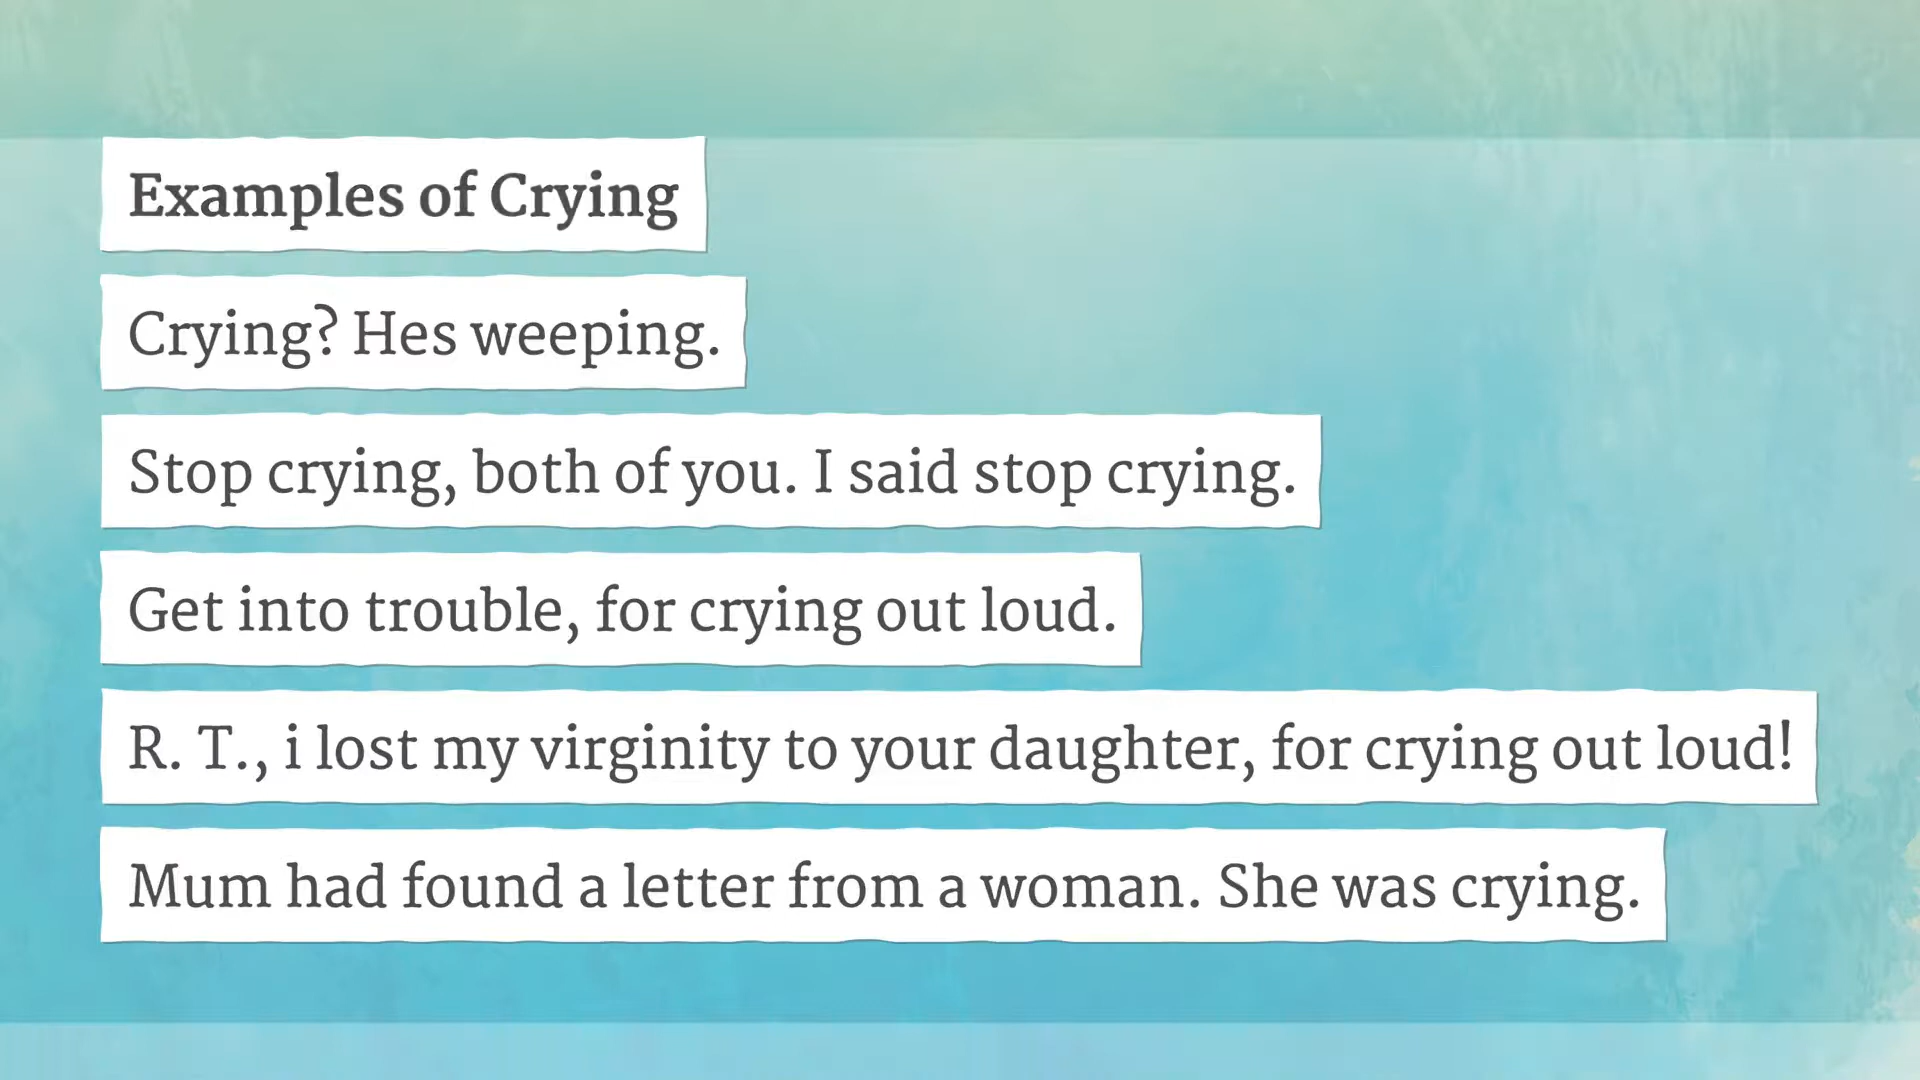 Examples of Crying
Crying? Hes weeping.
Stop crying, both of you. I said stop crying.
Get into trouble, for crying out loud.
R. T., i lost my virginity to your daughter, for crying out loud!
Mum had found a letter from a woman. She was crying.